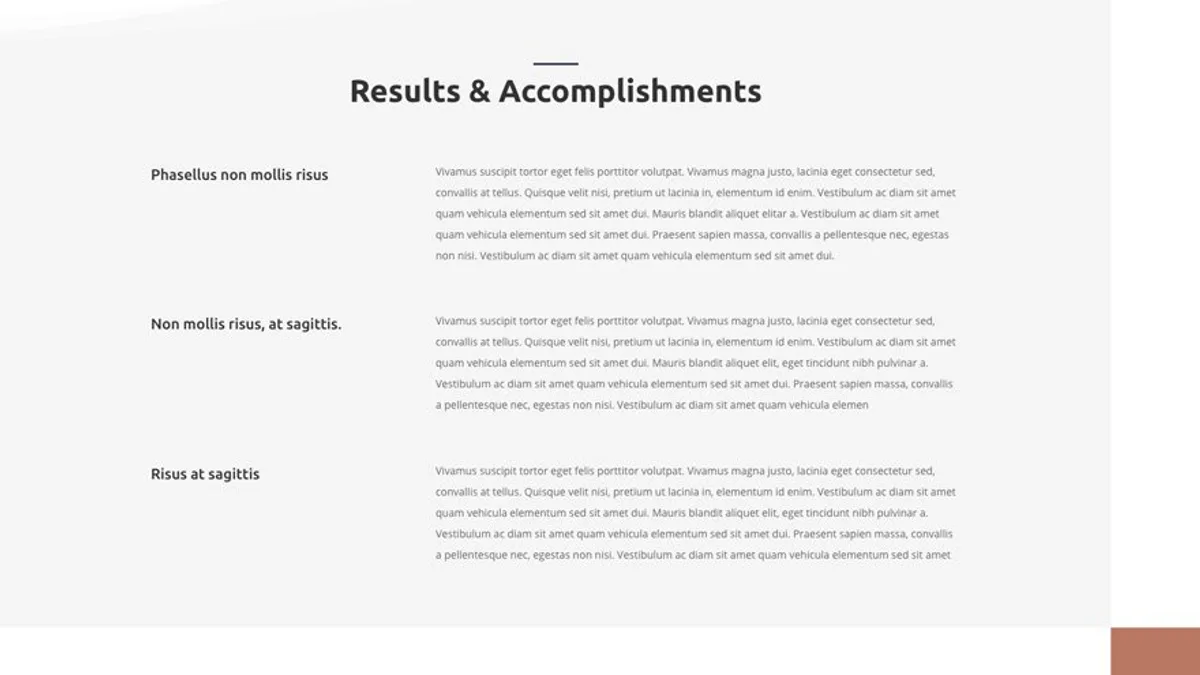 Results & Accomplishments
Phasellus non mollis risus
Vivamus suscipit tortor eget felis porttitor volutpat. Vivamus magna justo, lacinia eget consectetur sed,
convallis at tellus. Quisque velit nisi, pretium ut lacinia in, elementum id enim. Vestibulum ac diam sit amet
quam vehicula elementum sed sit amet dui. Mauris blandit aliquet elitar a. Vestibulum ac diam sit amet
quam vehicula elementum sed sit amet dui. Praesent sapien massa, convallis a pellentesque nec, egestas
non nisi. Vestibulum ac diam sit amet quam vehicula elementum sed sit amet dui.
Non mollis risus, at sagittis.
Vivamus suscipit tortor eget felis porttitor volutpat. Vivamus magna justo, lacinia eget consectetur sed,
convallis at tellus. Quisque velit nisi, pretium ut lacinia in, elementum id enim. Vestibulum ac diam sit amet
quam vehicula elementum sed sit amet dui. Mauris blandit aliquet elit, eget tincidunt nibh pulvinar a.
Vestibulum ac diam sit amet quam vehicula elementum sed sit amet dui. Praesent sapien massa, convallis
a pellentesque nec, egestas non nisi. Vestibulum ac diam sit amet quam vehicula elemen
Risus at sagittis
Vivamus suscipit tortor eget felis porttitor volutpat. Vivamus magna justo, lacinia eget consectetur sed,
convallis at tellus. Quisque velit nisi, pretium ut lacinia in, elementum id enim. Vestibulum ac diam sit amet
quam vehicula elementum sed sit amet dui. Mauris blandit aliquet elit, eget tincidunt nibh pulvinar a.
Vestibulum ac diam sit amet quam vehicula elementum sed sit amet dui. Praesent sapien massa, convallis
a pellentesque nec, egestas non nisi. Vestibulum ac diam sit amet quam vehicula elementum sed sit amet